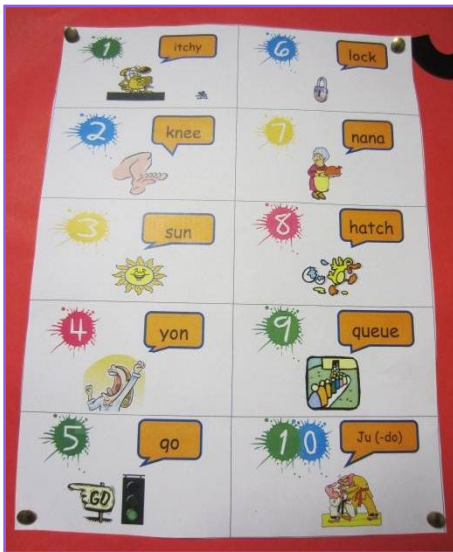 1 itchy
2 knee
3 sun
4 yon
5 go
GO
6 lock
7 nana
8 hatch
9 queue
10 Ju (-do)